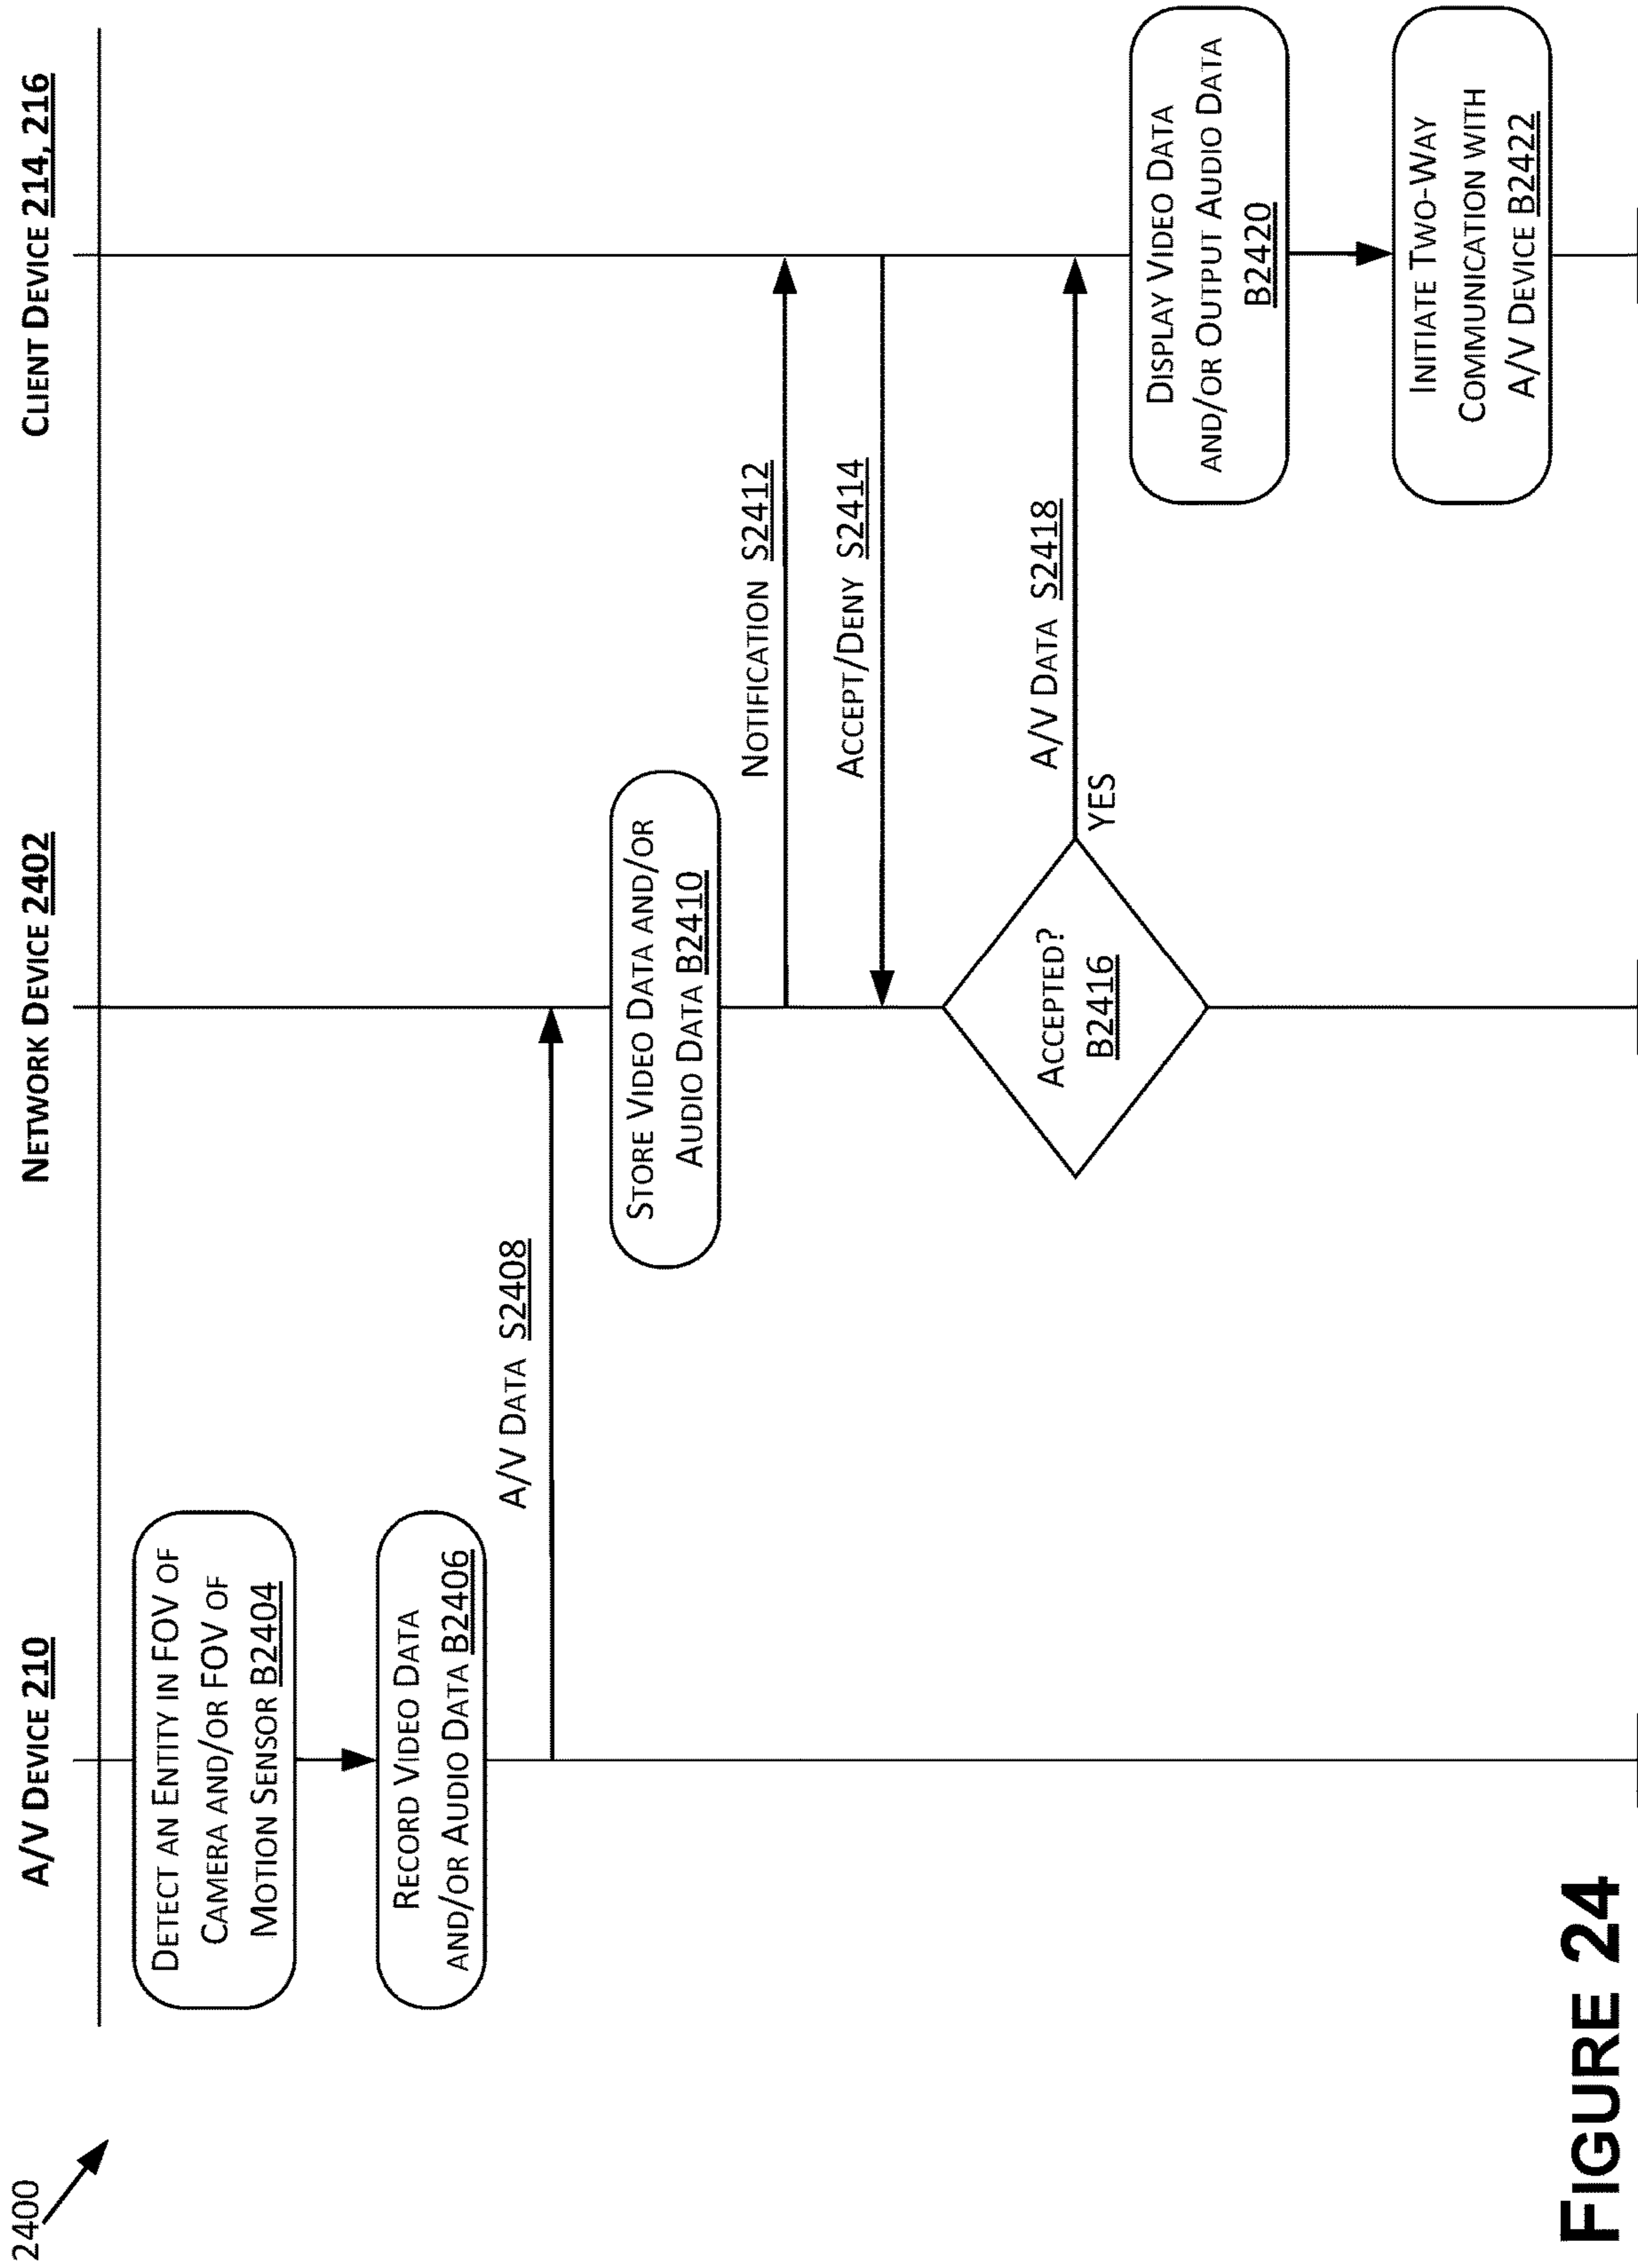 2400
A/V DEVICE 210
NETWORK DEVICE 2402
CLIENT DEVICE 214, 216
DETECT AN ENTITY IN FOV OF
CAMERA AND/OR FOV OF
MOTION SENSOR B2404
RECORD VIDEO DATA
AND/OR AUDIO DATA B2406
A/V DATA S2408
STORE VIDEO DATA AND/OR
AUDIO DATA B2410
NOTIFICATION S2412
ACCEPT/DENY S2414
ACCEPTED?
B2416
YES
A/V DATA S2418
DISPLAY VIDEO DATA
AND/OR OUTPUT AUDIO DATA
B2420
INITIATE TWO-WAY
COMMUNICATION WITH
A/V DEVICE B2422
FIGURE 24